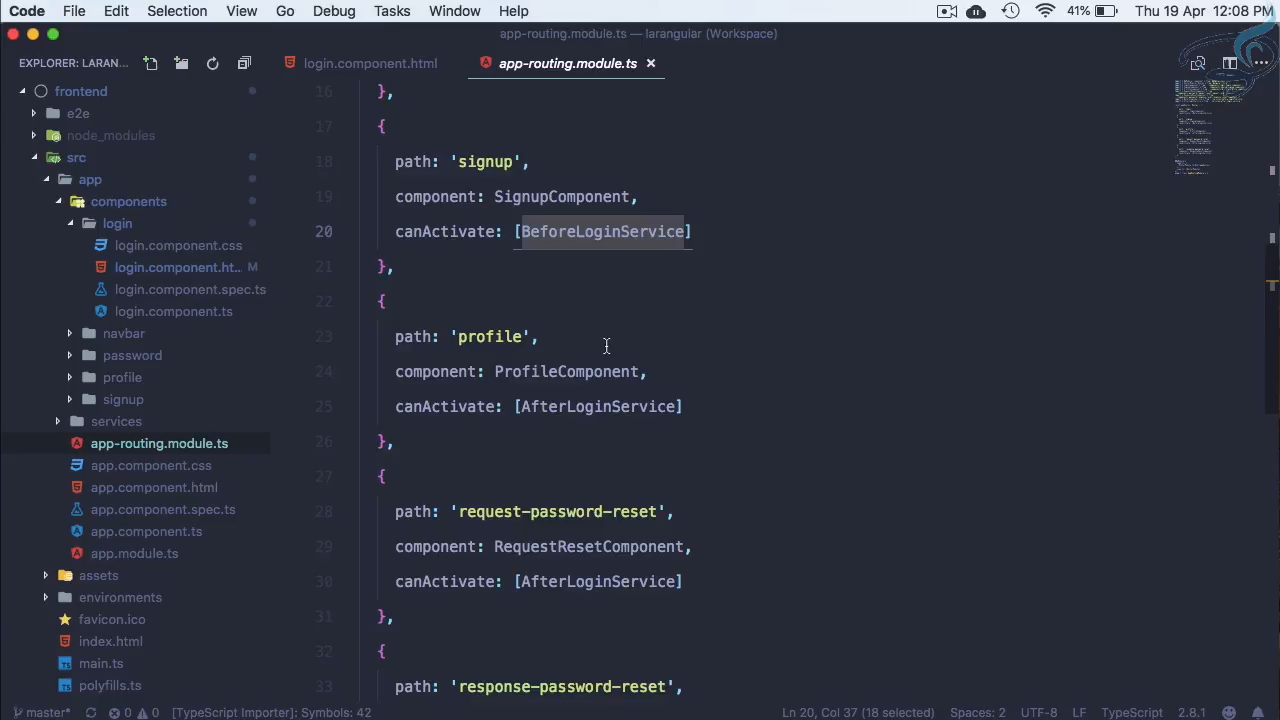 Code File Edit Selection View Go Debug Tasks Window Help 41% Thu 19 Apr 12:08 PM
app-routing.module.ts — larangular (Workspace)
EXPLORER: LARAN... login.component.html app-routing.module.ts ×
frontend
e2e
node_modules
src
app
components
login
login.component.css
login.component.ht... M
login.component.spec.ts
login.component.ts
navbar
password
profile
signup
services
app-routing.module.ts
app.component.css
app.component.html
app.component.spec.ts
app.component.ts
app.module.ts
assets
environments
favicon.ico
index.html
main.ts
polyfills.ts
16 },
17 {
18 path: 'signup',
19 component: SignupComponent,
20 canActivate: [BeforeLoginService]
21 },
22 {
23 path: 'profile',
24 component: ProfileComponent,
25 canActivate: [AfterLoginService]
26 },
27 {
28 path: 'request-password-reset',
29 component: RequestResetComponent,
30 canActivate: [AfterLoginService]
31 },
32 {
33 path: 'response-password-reset',
master* 0 0 [TypeScript Importer]: Symbols: 42 Ln 20, Col 37 (18 selected) Spaces: 2 UTF-8 LF TypeScript 2.8.1